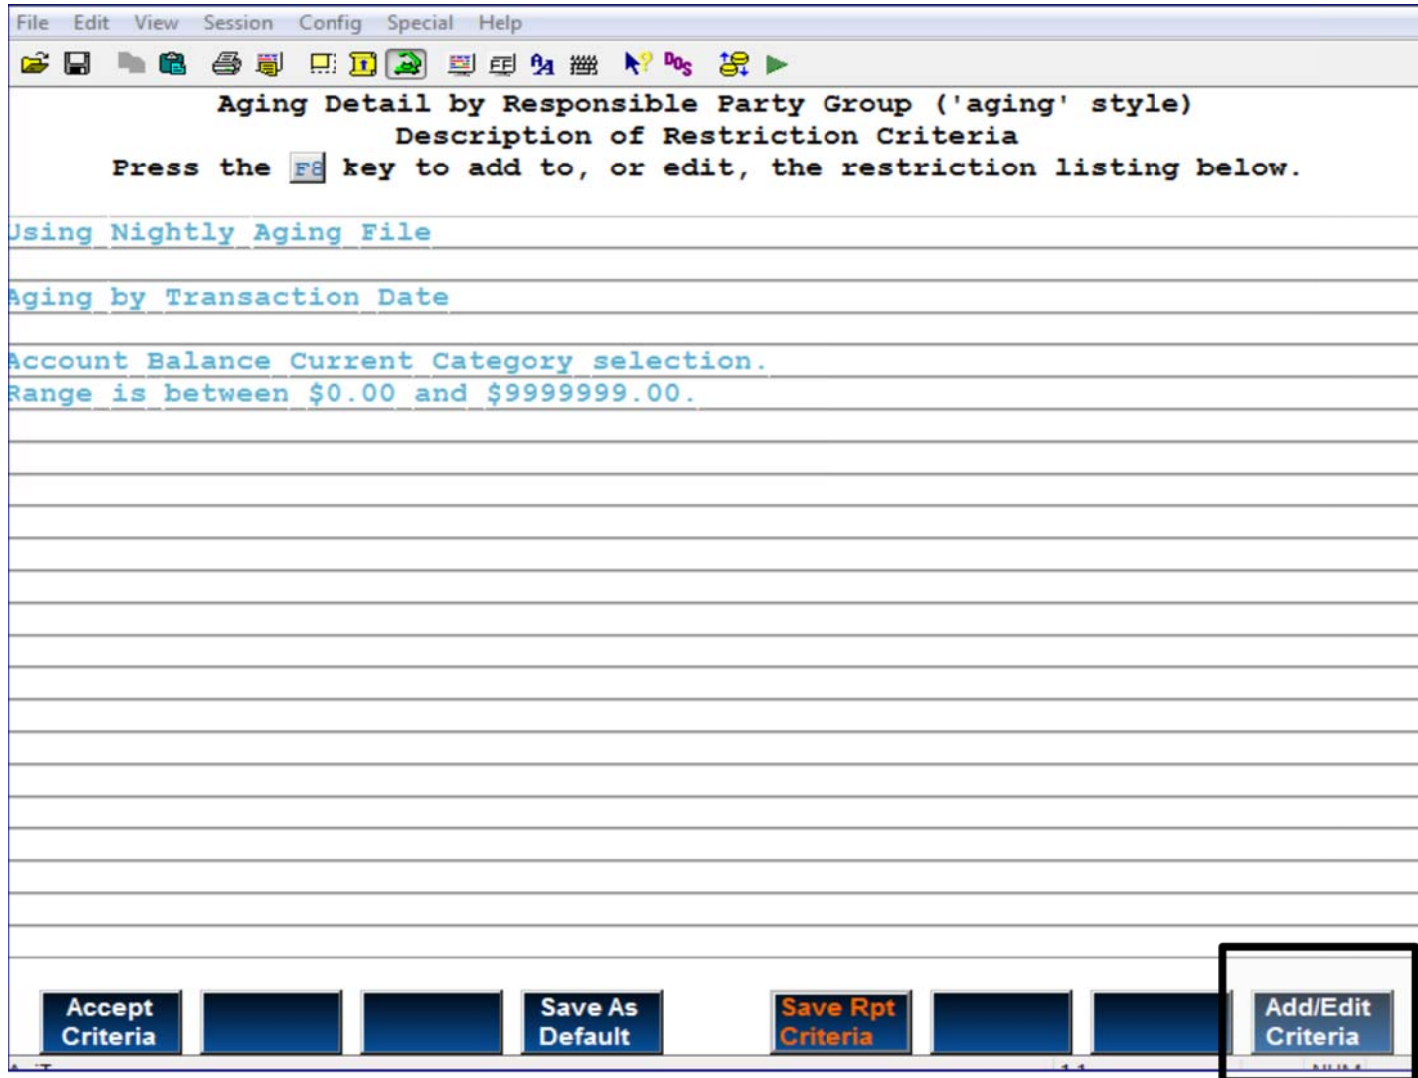 File Edit View Session Config Special Help
DOS
Aging Detail by Responsible Party Group ('aging' style)
Description of Restriction Criteria
Press the F8 key to add to, or edit, the restriction listing below.
Using Nightly Aging File
Aging by Transaction Date
Account Balance Current Category selection.
Range is between $0.00 and $9999999.00.
Accept Criteria
Save As Default
Save Rpt Criteria
Add/Edit Criteria